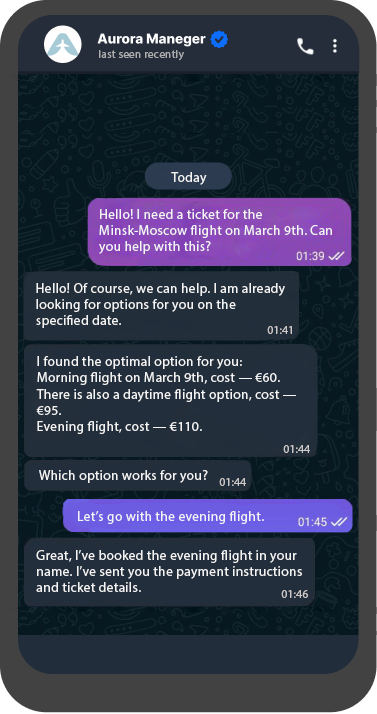 Aurora Maneger
last seen recently
Today
Hello! I need a ticket for the
Minsk-Moscow flight on March 9th. Can
you help with this?
01:39
Hello! Of course, we can help. I am already
looking for options for you on the
specified date.
01:41
I found the optimal option for you:
Morning flight on March 9th, cost — €60.
There is also a daytime flight option, cost —
€95.
Evening flight, cost — €110.
01:44
Which option works for you?
01:44
Let's go with the evening flight.
01:45
Great, I've booked the evening flight in your
name. I've sent you the payment instructions
and ticket details.
01:46